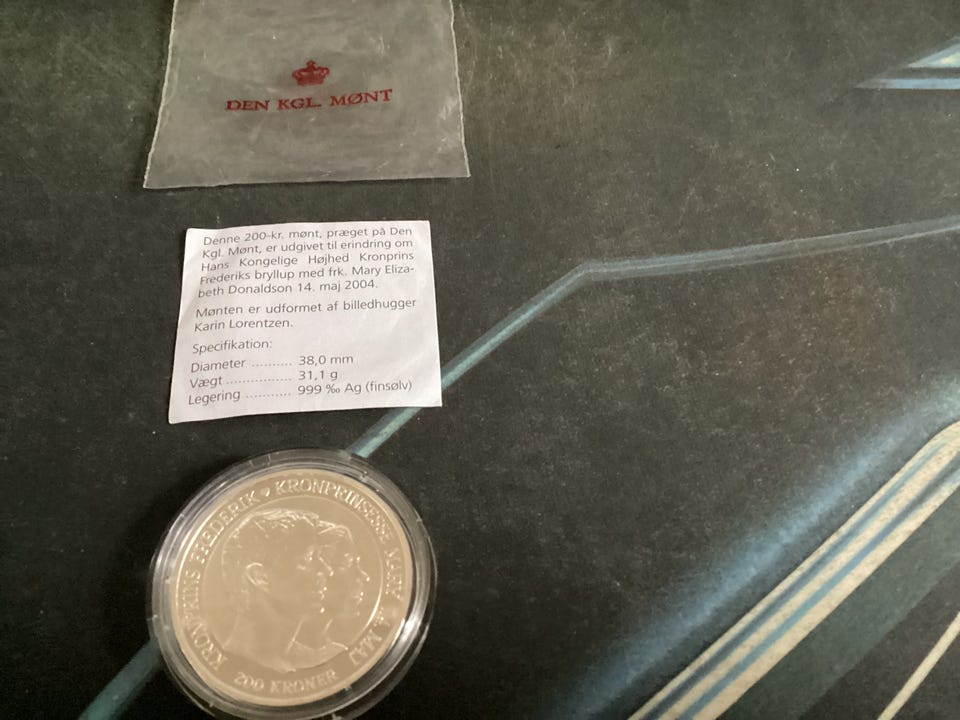 DEN KGL. MØNT
Denne 200-kr. mønt, præget på Den
Kgl. Mønt, er udgivet til erindring om
Hans Kongelige Højhed Kronprins
Frederiks bryllup med frk. Mary Eliza-
beth Donaldson 14. maj 2004.
Mønten er udformet af billedhugger
Karin Lorentzen.
Specifikation:
Diameter .......... 38,0 mm
Vægt ................ 31,1 g
Legering ........... 999 ‰ Ag (finsølv)
KRONPRINS FREDERIK ♥ KRONPRINSESSE MARY 14. MAJ
200 KRONER